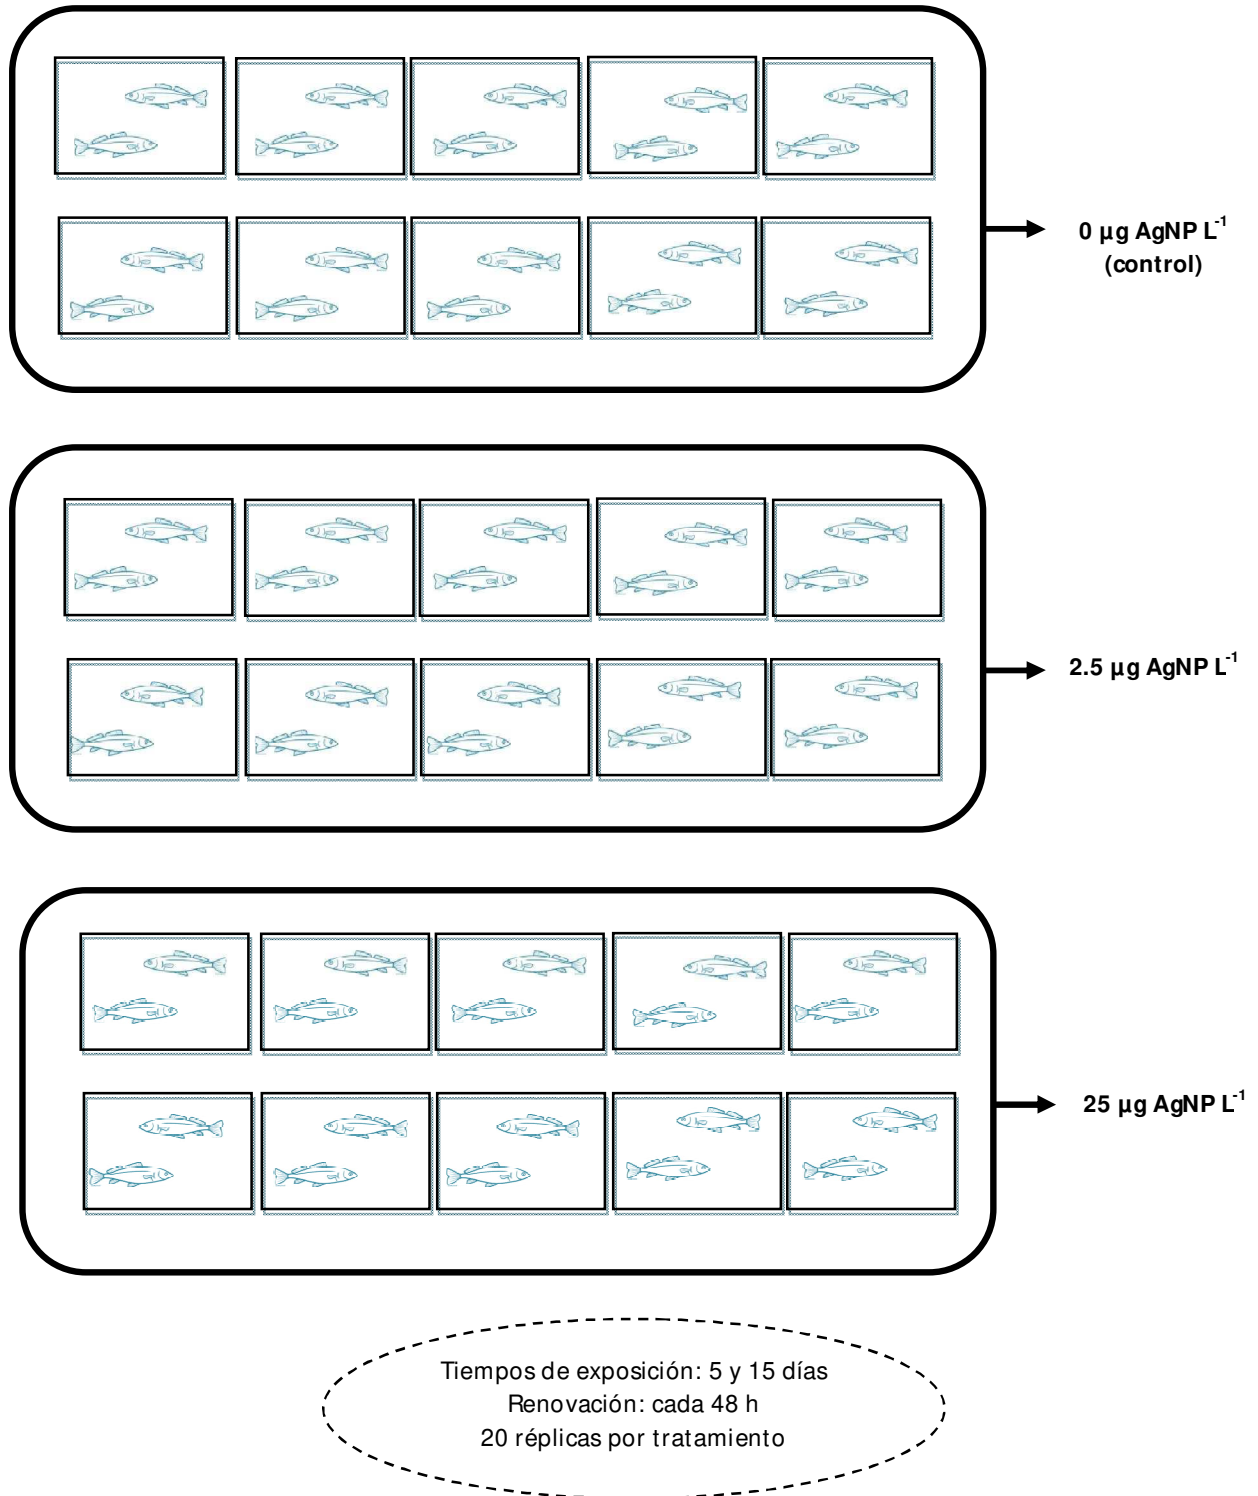 0 µg AgNP L⁻¹
(control)
2.5 µg AgNP L⁻¹
25 µg AgNP L⁻¹
Tiempos de exposición: 5 y 15 días
Renovación: cada 48 h
20 réplicas por tratamiento